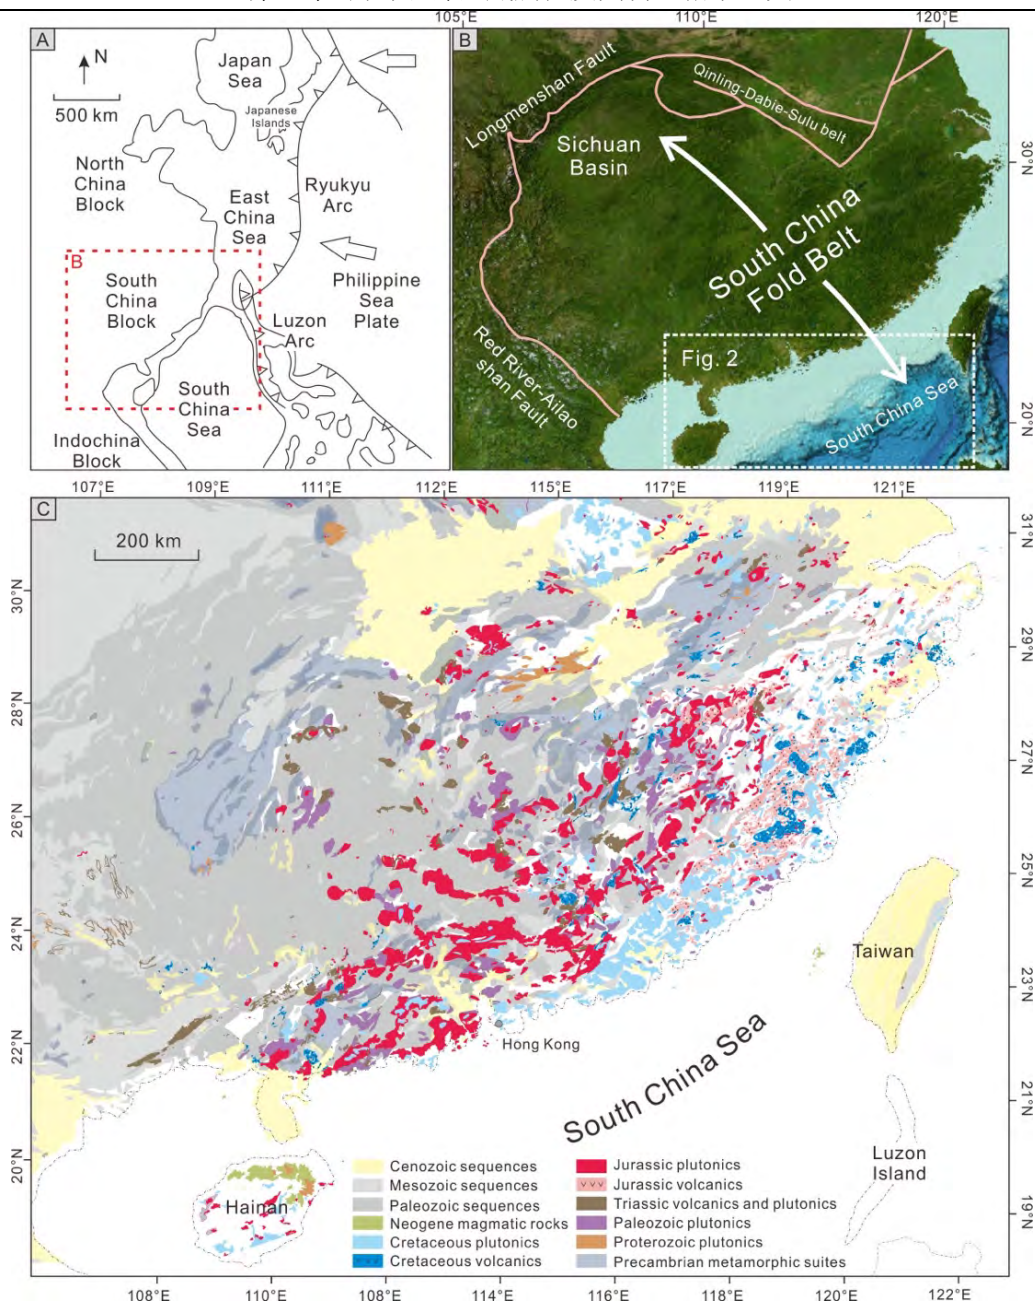 A
N
500 km
Japan
Sea
Japanese
Islands
North
China
Block
East
China
Sea
Ryukyu
Arc
B
South
China
Block
Philippine
Sea
Plate
Luzon
Arc
South
China
Sea
Indochina
Block
105°E
110°E
120°E
B
Longmenshan Fault
Qinling-Dabie-Sulu belt
Sichuan
Basin
30°N
South China
Fold Belt
Red River-Ailao
shan Fault
Fig. 2
South China Sea
20°N
107°E
109°E
111°E
112°E
115°E
117°E
119°E
121°E
C
200 km
31°N
30°N
29°N
28°N
27°N
26°N
25°N
24°N
Taiwan
23°N
22°N
Hong Kong
South China Sea
21°N
20°N
Luzon
Island
Hainan
19°N
Cenozoic sequences
Mesozoic sequences
Paleozoic sequences
Neogene magmatic rocks
Cretaceous plutonics
Cretaceous volcanics
Jurassic plutonics
Jurassic volcanics
Triassic volcanics and plutonics
Paleozoic plutonics
Proterozoic plutonics
Precambrian metamorphic suites
108°E
110°E
108°E
114°E
116°E
118°E
120°E
122°E